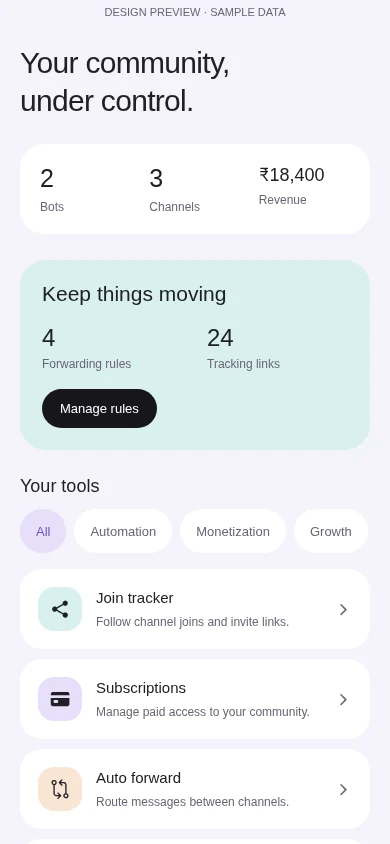 DESIGN PREVIEW · SAMPLE DATA
Your community,
under control.
2
Bots
3
Channels
₹18,400
Revenue
Keep things moving
4
Forwarding rules
24
Tracking links
Manage rules
Your tools
All
Automation
Monetization
Growth
Join tracker
Follow channel joins and invite links.
Subscriptions
Manage paid access to your community.
Auto forward
Route messages between channels.